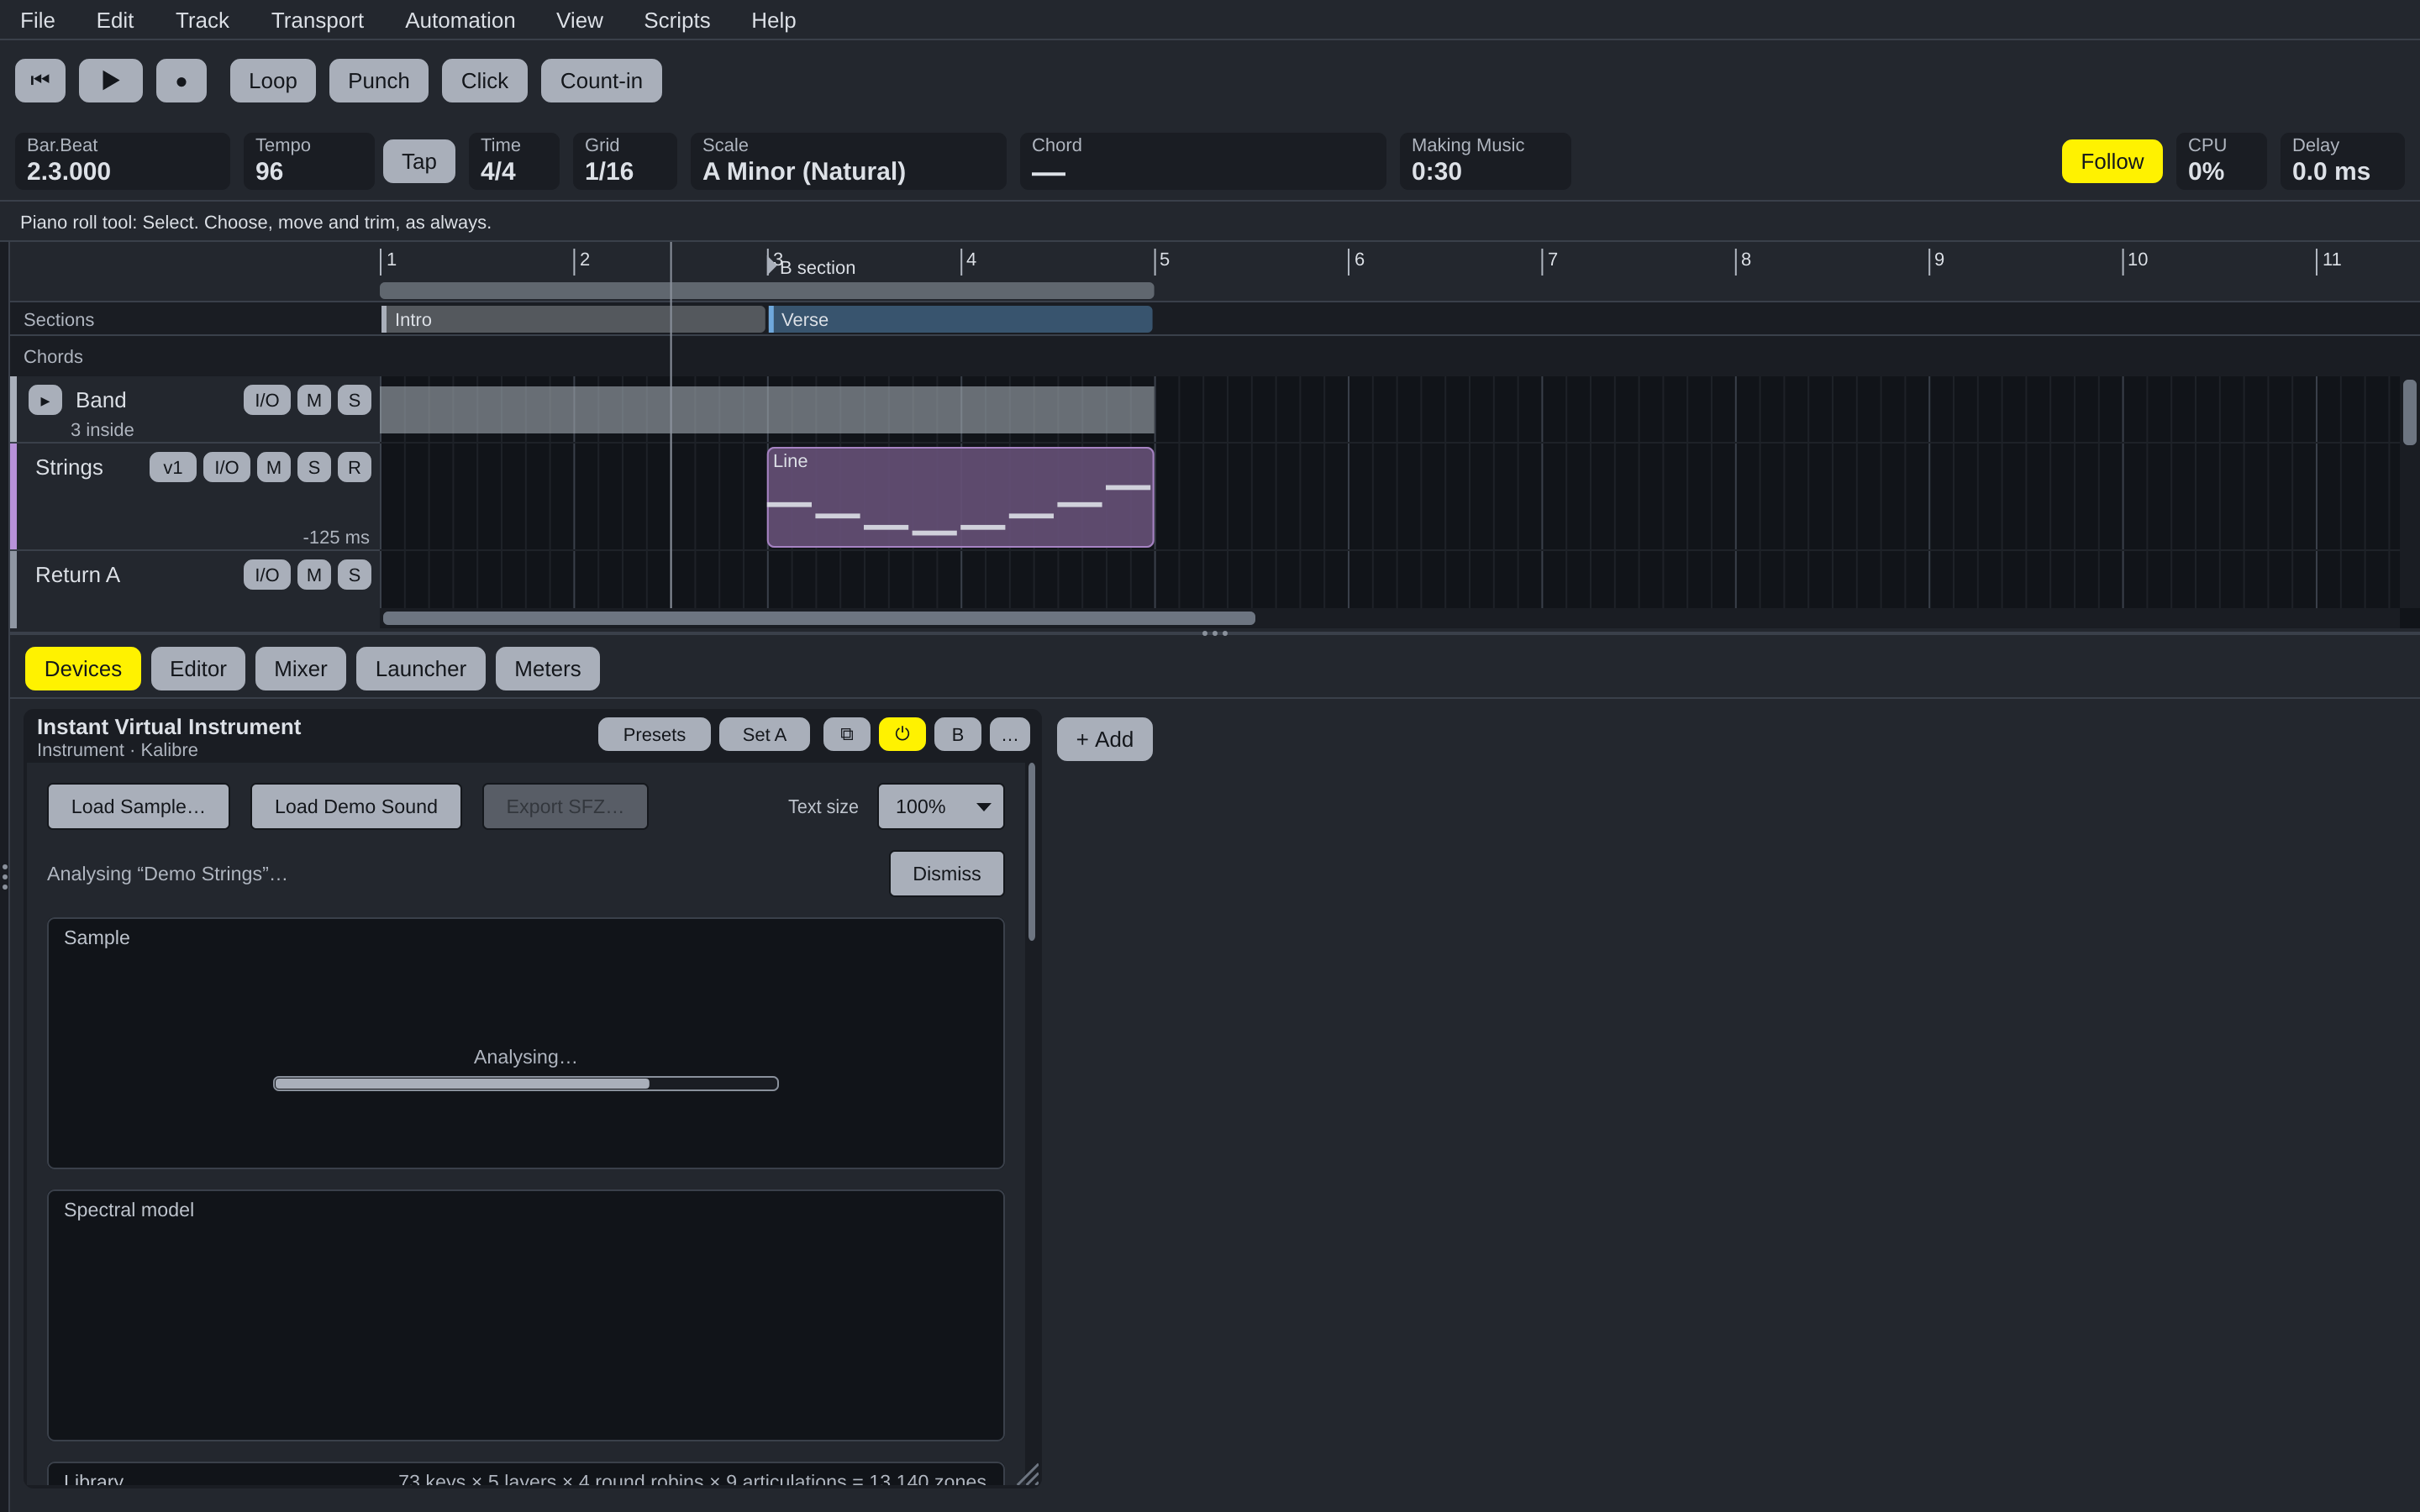 File Edit Track Transport Automation View Scripts Help
Loop Punch Click Count-in
Bar.Beat Tempo Time Grid Scale Chord Making Music CPU Delay
2.3.000 96 Tap 4/4 1/16 A Minor (Natural) — 0:30 Follow 0% 0.0 ms
Piano roll tool: Select. Choose, move and trim, as always.
1 2 3 4 5 6 7 8 9 10 11
B section
Sections Intro Verse
Chords
Band I/O M S
3 inside
Strings v1 I/O M S R Line
-125 ms
Return A I/O M S
Devices Editor Mixer Launcher Meters
Instant Virtual Instrument Presets Set A B …
Instrument · Kalibre
+ Add
Load Sample… Load Demo Sound Export SFZ… Text size 100%
Analysing “Demo Strings”… Dismiss
Sample
Analysing…
Spectral model
Library 73 keys × 5 layers × 4 round robins × 9 articulations = 13,140 zones